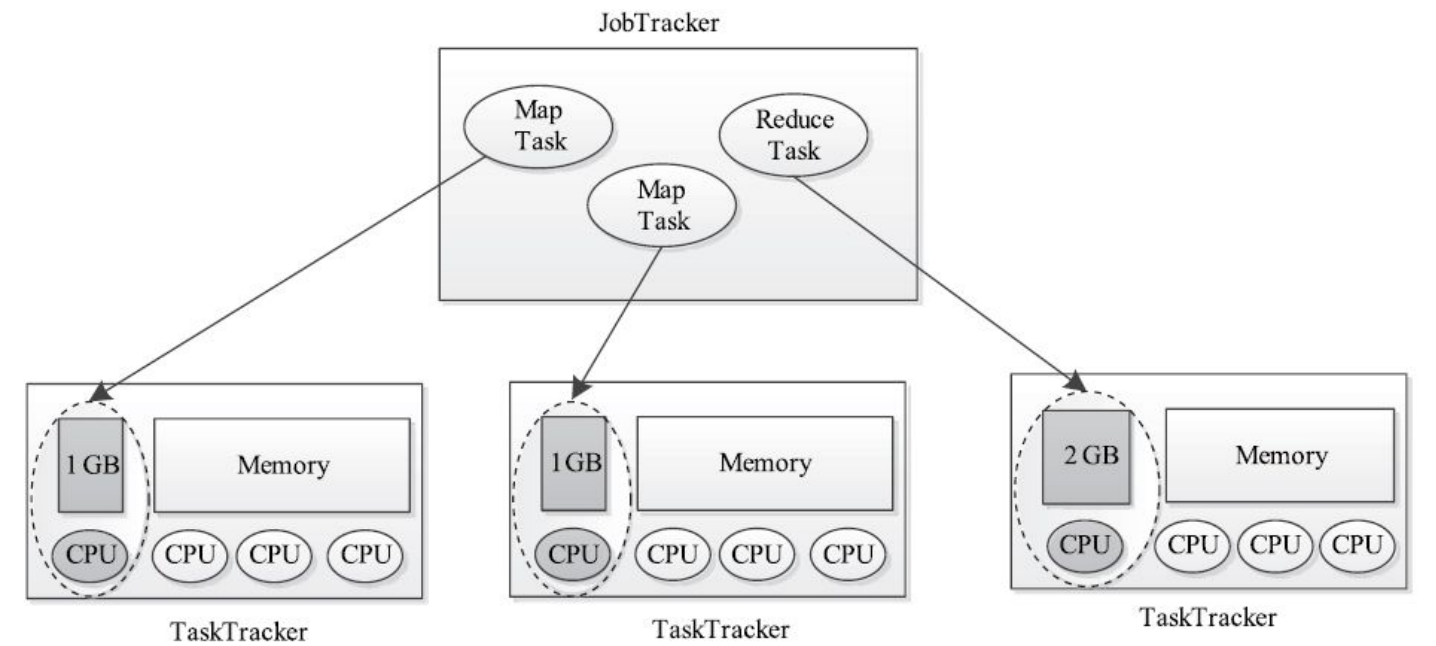 JobTracker
Map
Task
Reduce
Task
Map
Task
1 GB
Memory
CPU
CPU
CPU
CPU
TaskTracker
1GB
Memory
CPU
CPU
CPU
CPU
TaskTracker
2 GB
Memory
CPU
CPU
CPU
CPU
TaskTracker